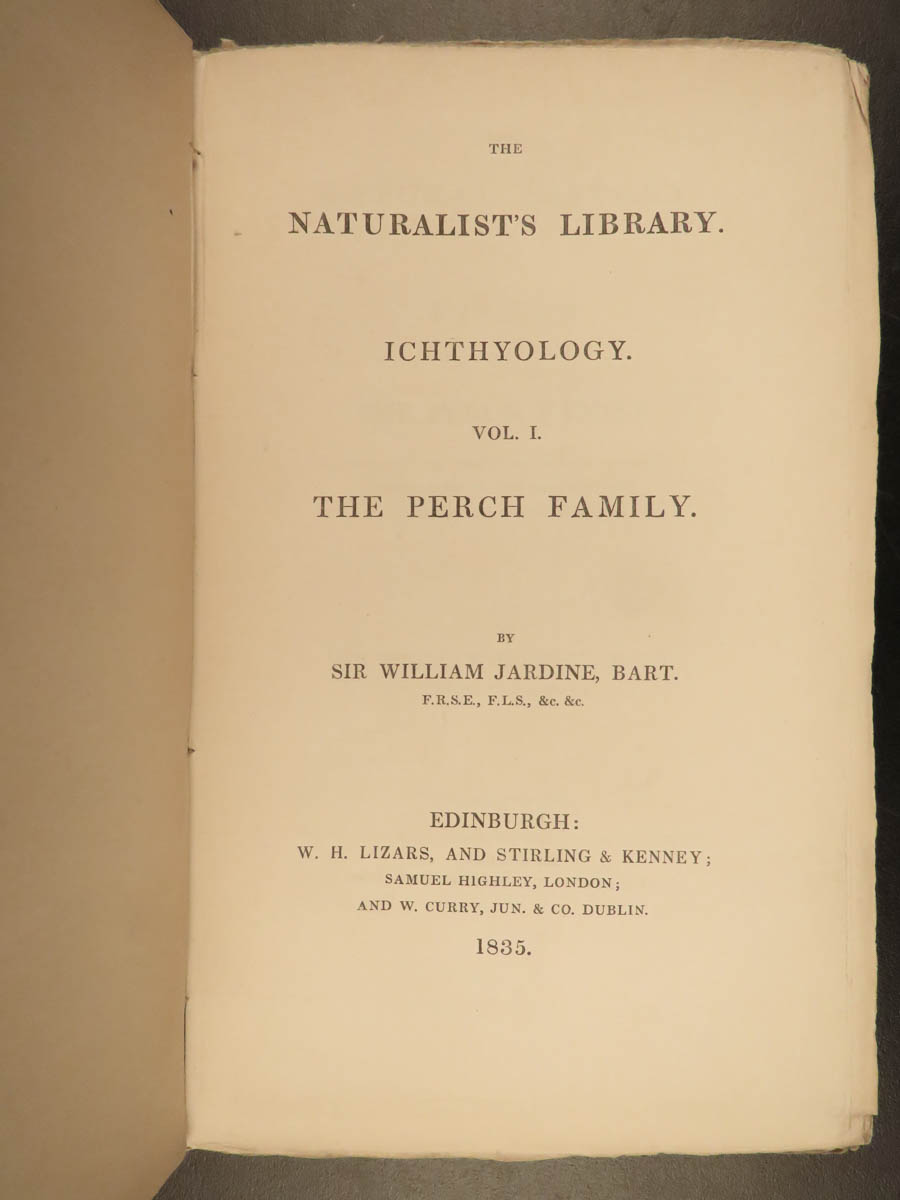 THE
NATURALIST'S LIBRARY.
ICHTHYOLOGY.
VOL. I.
THE PERCH FAMILY.
BY
SIR WILLIAM JARDINE, BART.
F.R.S.E., F.L.S., &c. &c.
EDINBURGH:
W. H. LIZARS, AND STIRLING & KENNEY;
SAMUEL HIGHLEY, LONDON;
AND W. CURRY, JUN. & CO. DUBLIN.
1835.